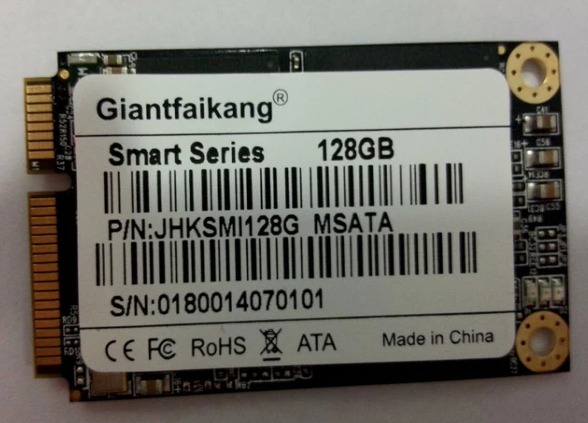 Giantfaikang®
Smart Series 128GB
P/N:JHKSMI128G MSATA
S/N:0180014070101
CE FC RoHS ATA Made in China